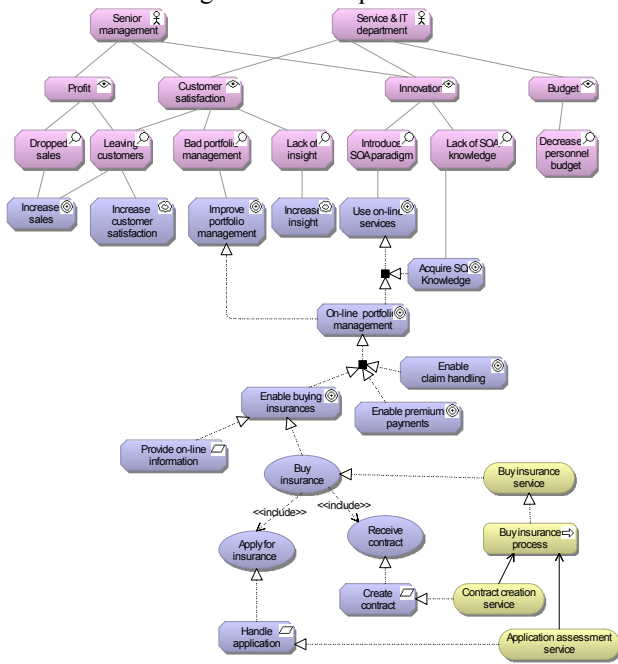 Senior
management
Service & IT
department
Profit
Customer
satisfaction
Innovation
Budget
Dropped
sales
Leaving
customers
Bad portfolio
management
Lack of
insight
Introduce
SOA paradigm
Lack of SOA
knowledge
Decrease
personnel
budget
Increase
sales
Increase
customer
satisfaction
Improve
portfolio
management
Increase
insight
Use on-line
services
Acquire SOA
Knowledge
On-line portfolio
management
Enable
claim handling
Enable buying
insurances
Enable premium
payments
Provide on-line
information
Buy
insurance
Buy insurance
service
<<include>>
<<include>>
Apply for
insurance
Receive
contract
Buy insurance
process
Create
contract
Contract creation
service
Handle
application
Application assessment
service